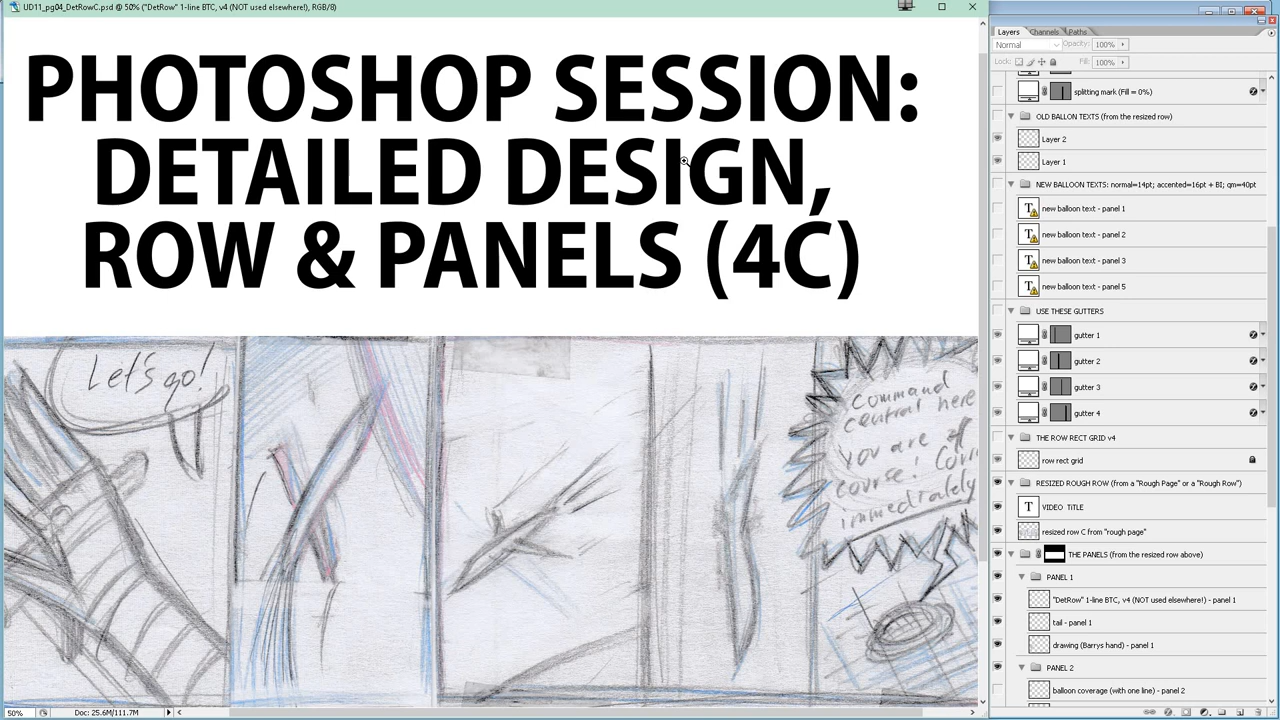 UD11_pg04_DetRowC.psd @ 50% ("DetRow" 1-line BTC, v4 (NOT used elsewhere!), RGB/8)
PHOTOSHOP SESSION:
DETAILED DESIGN,
ROW & PANELS (4C)
Let's go!
Command
central here
you are off
course!
immediately
50%
Doc: 25.6M/111.7M
Layers
Channels
Paths
Normal
Opacity: 100%
Lock:
Fill: 100%
splitting mark (Fill = 0%)
OLD BALLON TEXTS (from the resized row)
Layer 2
Layer 1
NEW BALLOON TEXTS: normal=14pt; accented=16pt + BI; qm=40pt
T new balloon text - panel 1
T new balloon text - panel 2
T new balloon text - panel 3
T new balloon text - panel 5
USE THESE GUTTERS
gutter 1
gutter 2
gutter 3
gutter 4
THE ROW RECT GRID v4
row rect grid
RESIZED ROUGH ROW (from a "Rough Page" or a "Rough Row")
T VIDEO TITLE
resized row C from "rough page"
THE PANELS (from the resized row above)
PANEL 1
"DetRow" 1-line BTC, v4 (NOT used elsewhere!) - panel 1
tail - panel 1
drawing (Barrys hand) - panel 1
PANEL 2
balloon coverage (with one line) - panel 2